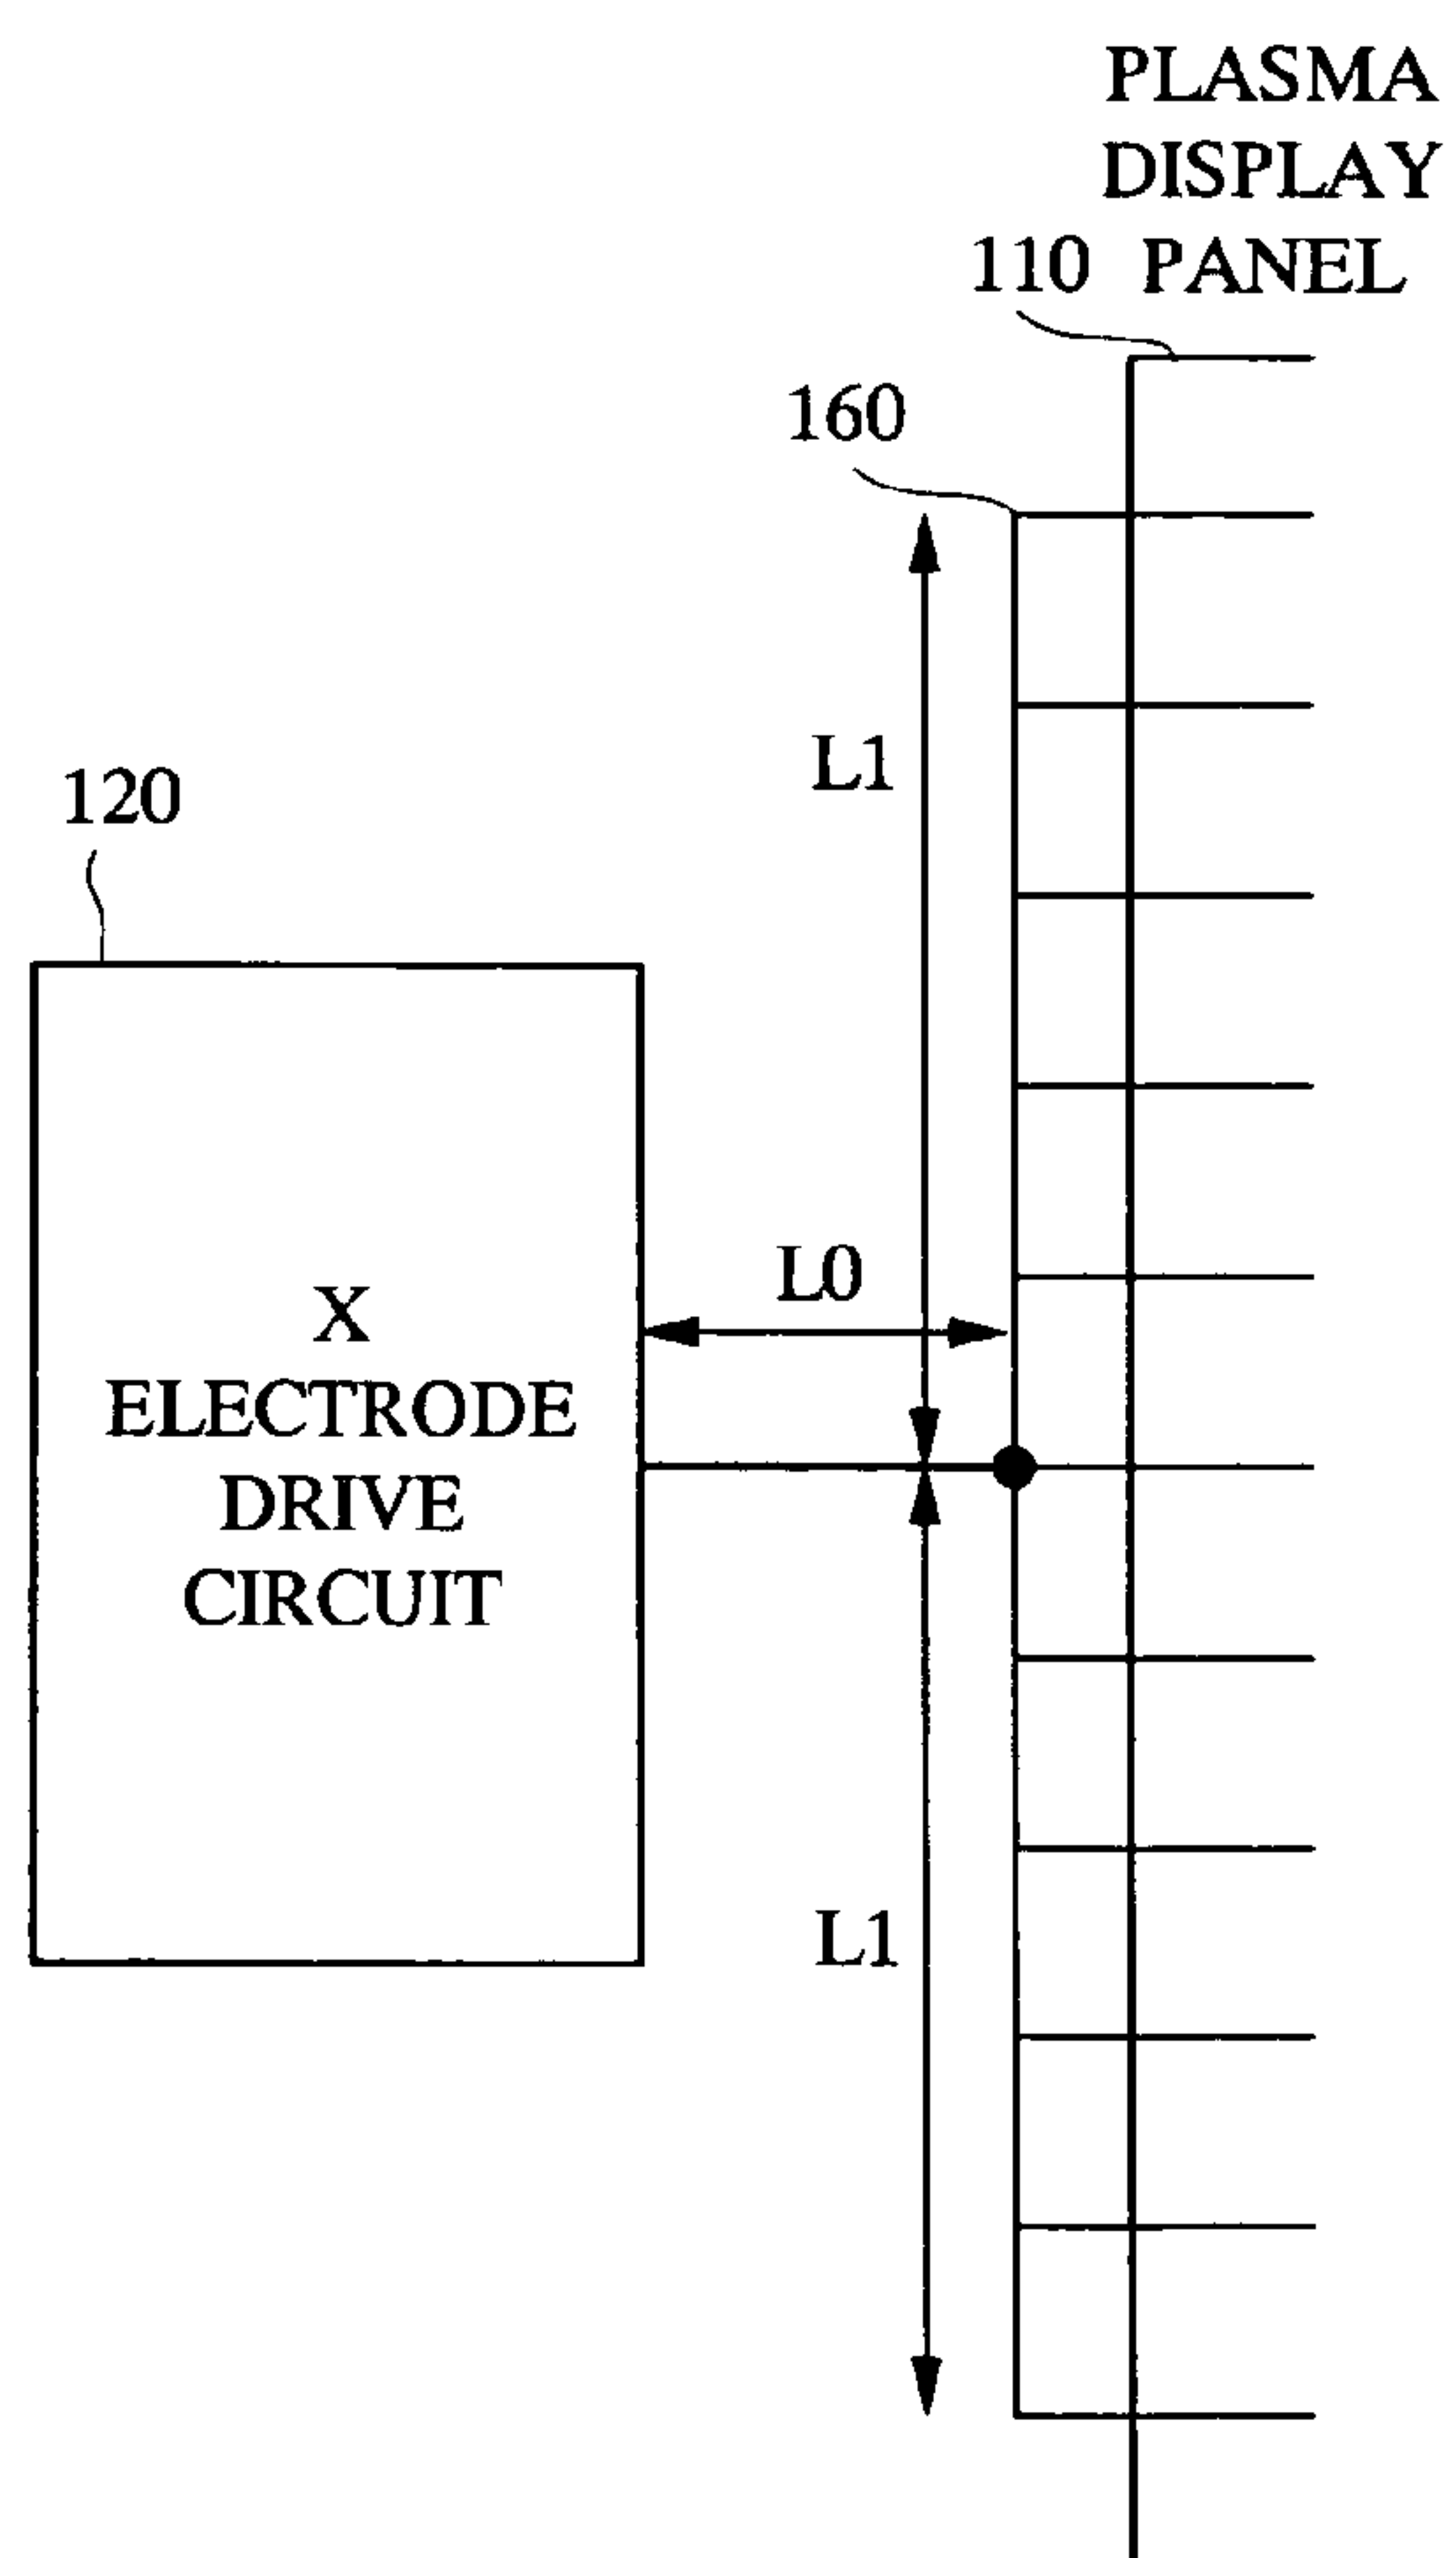 PLASMA
DISPLAY
110 PANEL
160
L1
120
L0
X
ELECTRODE
DRIVE
CIRCUIT
L1